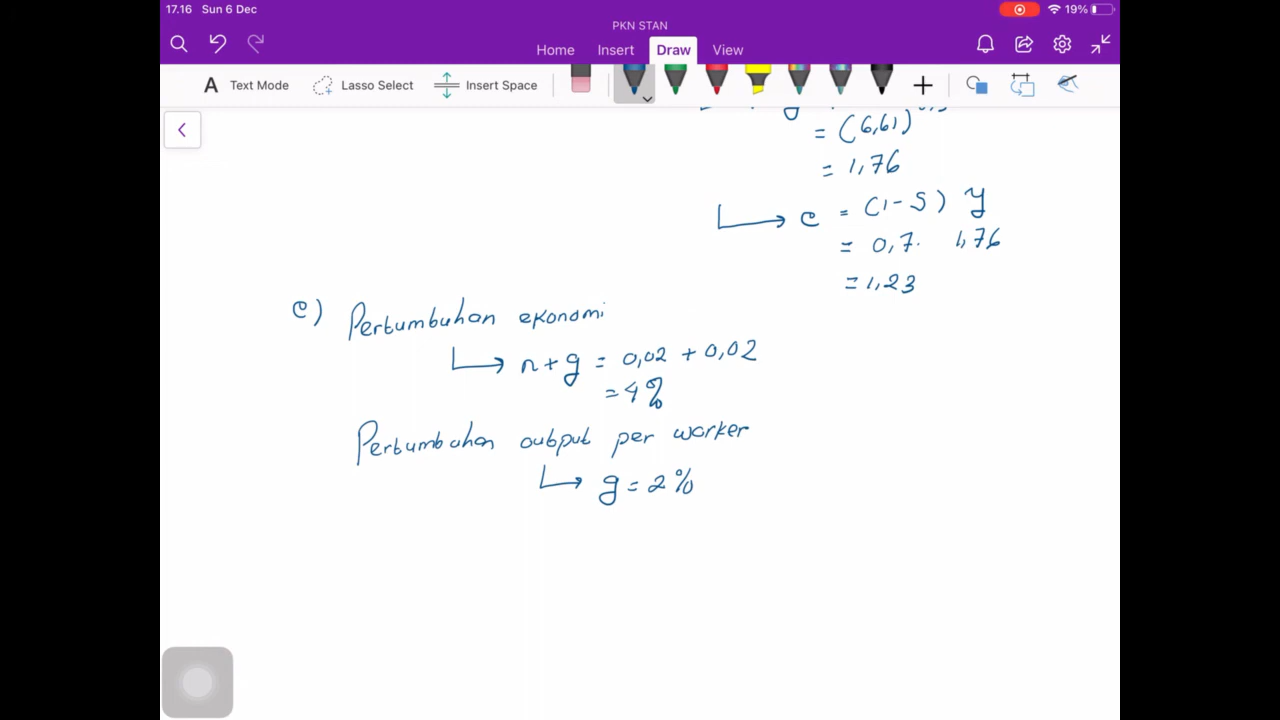 17.16 Sun 6 Dec
19%
PKN STAN
Home Insert Draw View
Text Mode Lasso Select Insert Space
= (6,61)
= 1,76
c = (1-s) y
= 0,7. 1,76
= 1,23
e) Pertumbuhan ekonomi
n+g = 0,02 + 0,02
= 4%
Pertumbuhan output per worker
g = 2%